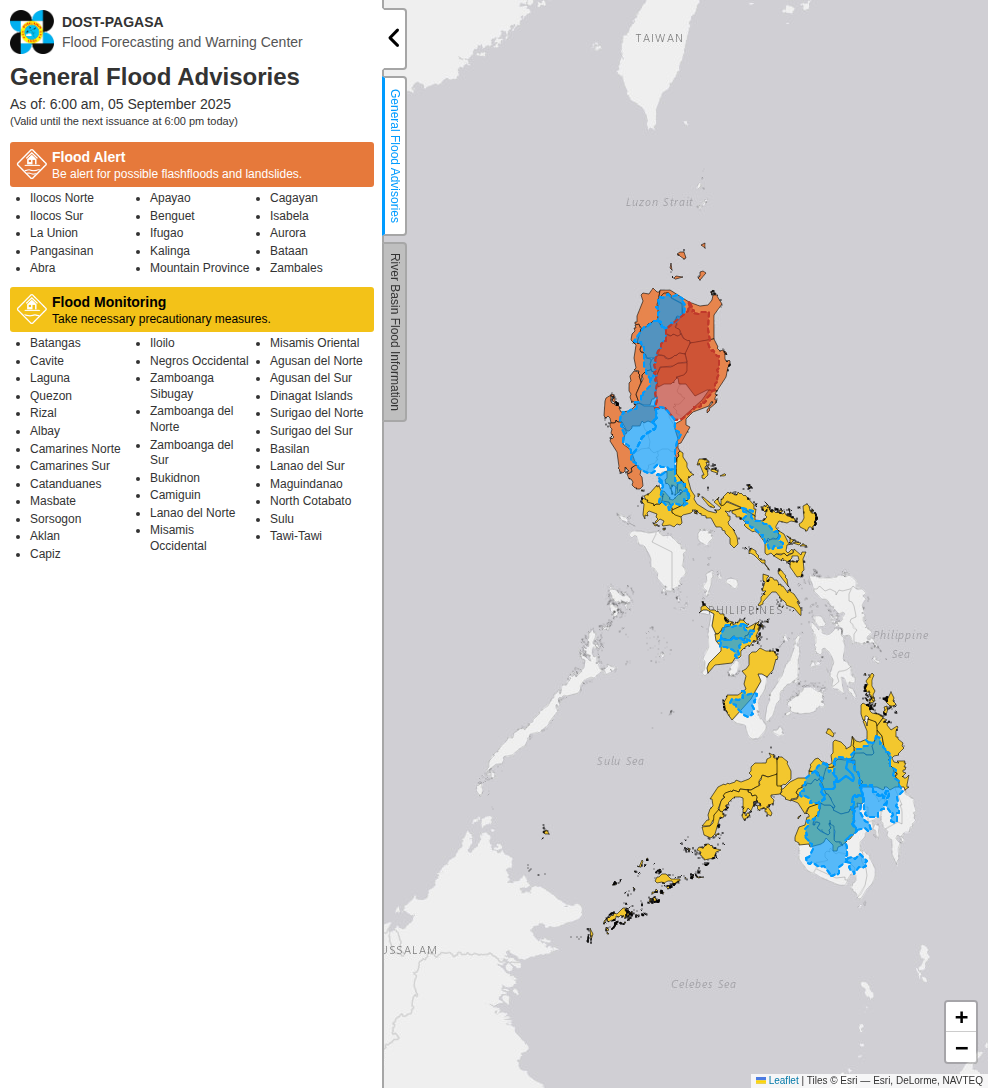 DOST-PAGASA
Flood Forecasting and Warning Center
General Flood Advisories
As of: 6:00 am, 05 September 2025
(Valid until the next issuance at 6:00 pm today)
Flood Alert
Be alert for possible flashfloods and landslides.
Ilocos Norte
Ilocos Sur
La Union
Pangasinan
Abra
Apayao
Benguet
Ifugao
Kalinga
Mountain Province
Cagayan
Isabela
Aurora
Bataan
Zambales
Flood Monitoring
Take necessary precautionary measures.
Batangas
Cavite
Laguna
Quezon
Rizal
Albay
Camarines Norte
Camarines Sur
Catanduanes
Masbate
Sorsogon
Aklan
Capiz
Iloilo
Negros Occidental
Zamboanga
Sibugay
Zamboanga del
Norte
Zamboanga del
Sur
Bukidnon
Camiguin
Lanao del Norte
Misamis
Occidental
Misamis Oriental
Agusan del Norte
Agusan del Sur
Dinagat Islands
Surigao del Norte
Surigao del Sur
Basilan
Lanao del Sur
Maguindanao
North Cotabato
Sulu
Tawi-Tawi
General Flood Advisories
River Basin Flood Information
TAIWAN
Luzon Strait
PHILIPPINES
Philippine
Sea
Sulu Sea
USSALAM
Celebes Sea
+
−
Leaflet | Tiles © Esri — Esri, DeLorme, NAVTEQ